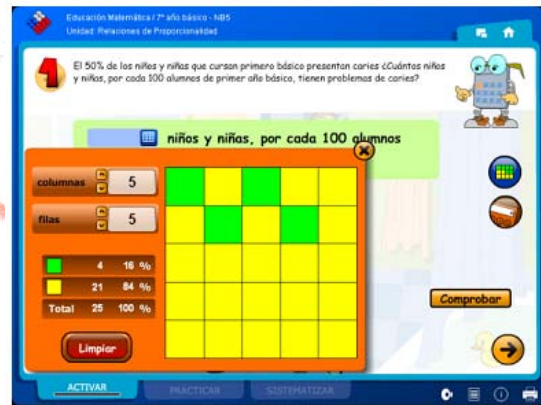 Educación Matemática / 7º año básico - NB5
Unidad: Relaciones de Proporcionalidad
1
El 50% de los niños y niñas que cursan primero básico presentan caries ¿Cuántos niños
y niñas, por cada 100 alumnos de primer año básico, tienen problemas de caries?
niños y niñas, por cada 100 alumnos
columnas 5
filas 5
4 16 %
21 84 %
Total 25 100 %
Limpiar
Comprobar
ACTIVAR PRACTICAR SISTEMATIZAR